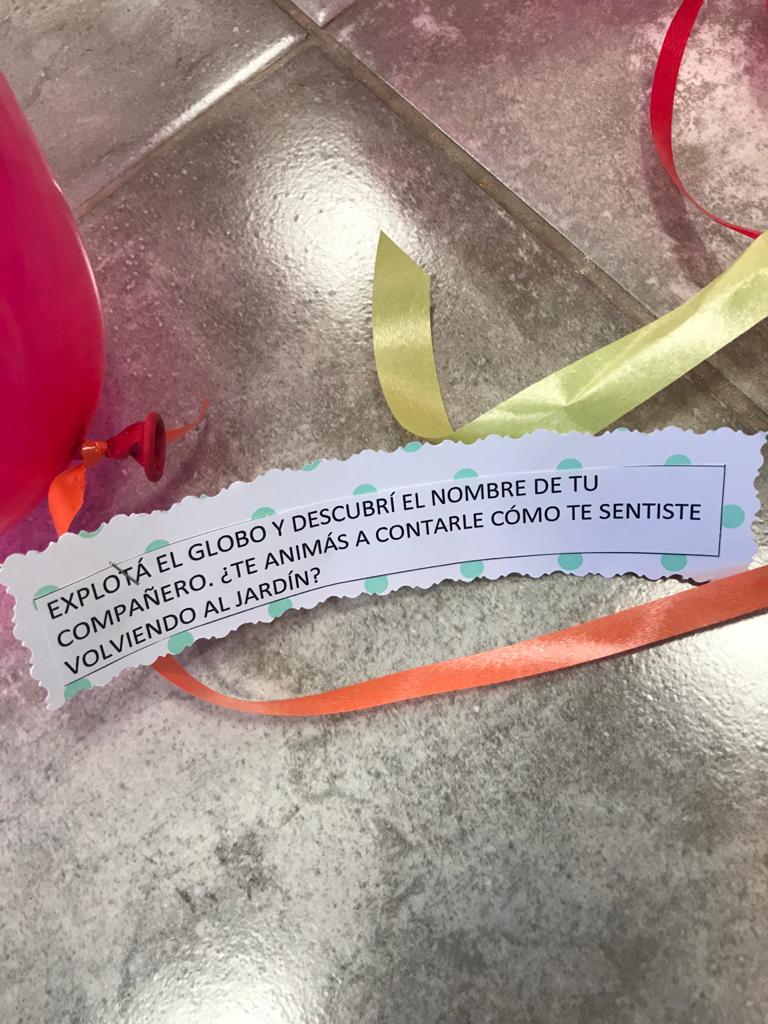 EXPLOTÁ EL GLOBO Y DESCUBRÍ EL NOMBRE DE TU
COMPAÑERO. ¿TE ANIMÁS A CONTARLE CÓMO TE SENTISTE
VOLVIENDO AL JARDÍN?